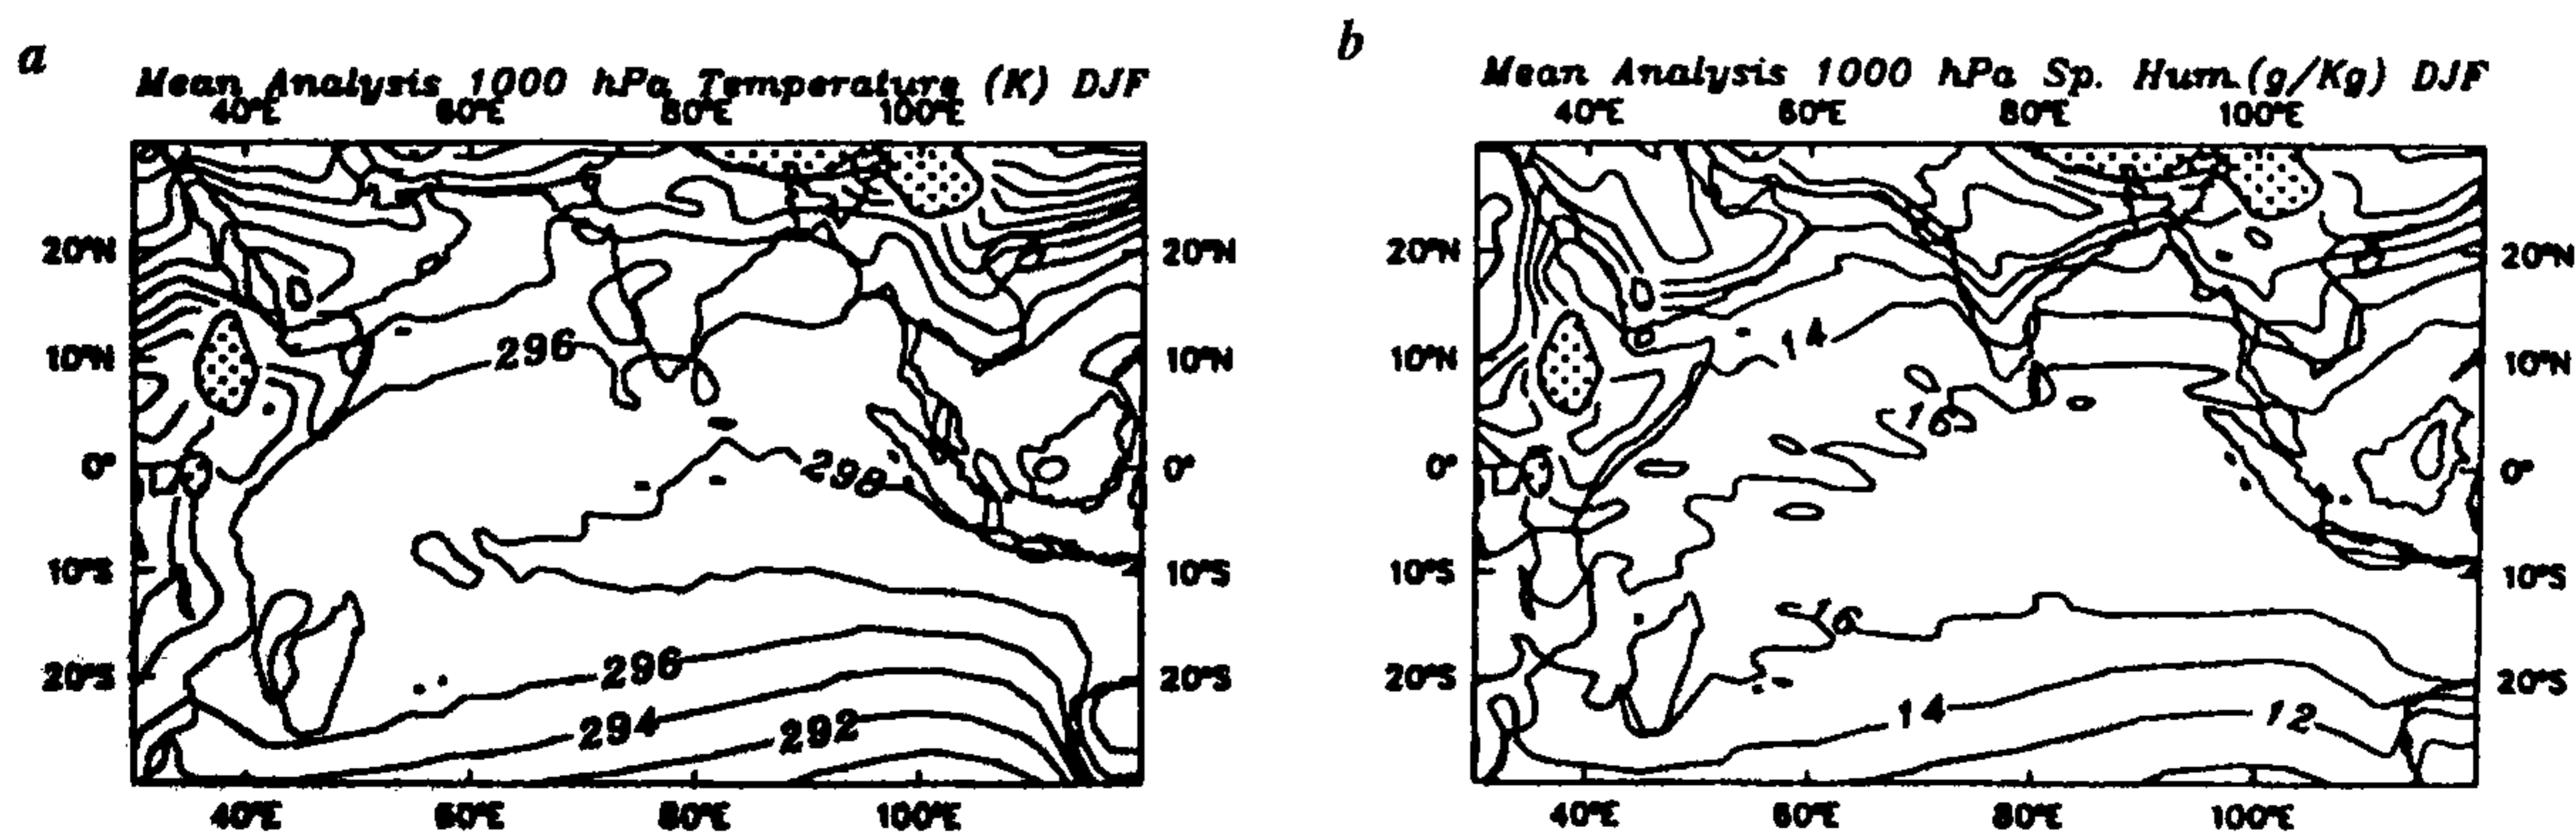 a
Mean Analysis 1000 hPa Temperature (K) DJF
40°E 60°E 80°E 100°E
20°N
10°N
0°
10°S
20°S
296
298
296
294
292
20°N
10°N
0°
10°S
20°S
40°E 60°E 80°E 100°E
b
Mean Analysis 1000 hPa Sp. Hum.(g/Kg) DJF
40°E 60°E 80°E 100°E
20°N
10°N
0°
10°S
20°S
14
16
16
14
12
20°N
10°N
0°
10°S
20°S
40°E 60°E 80°E 100°E